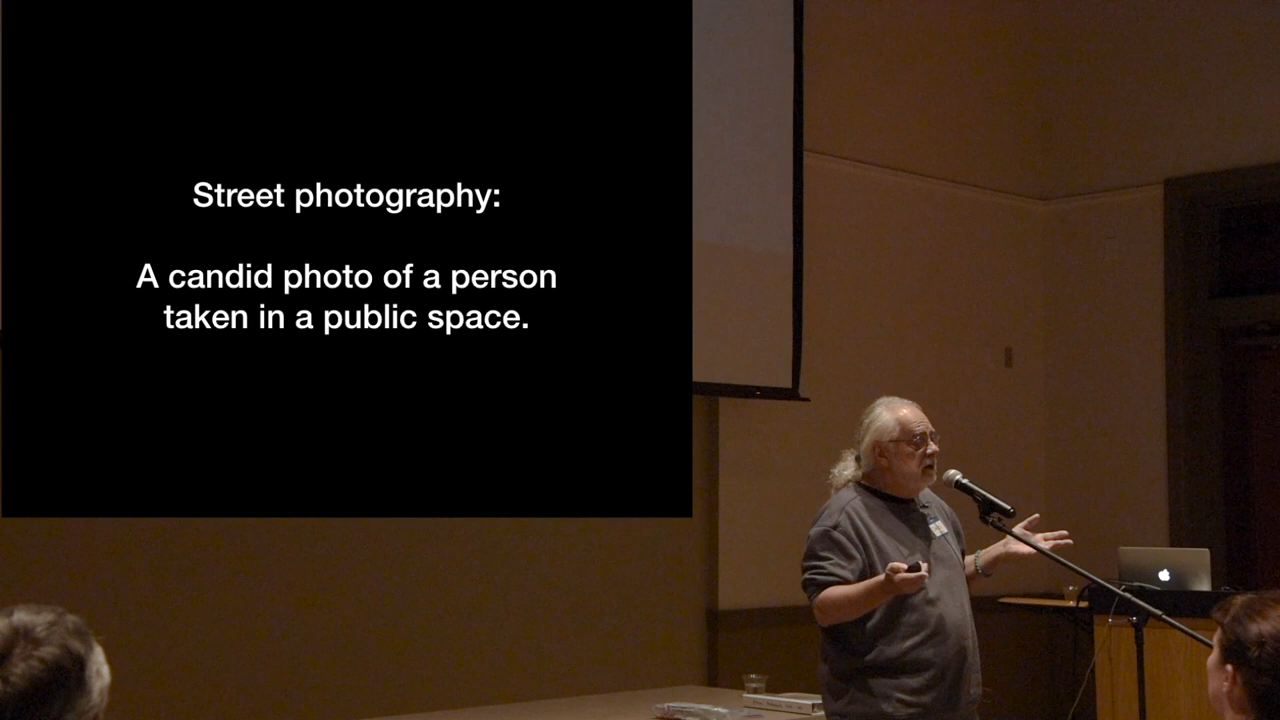 Street photography:
A candid photo of a person
taken in a public space.